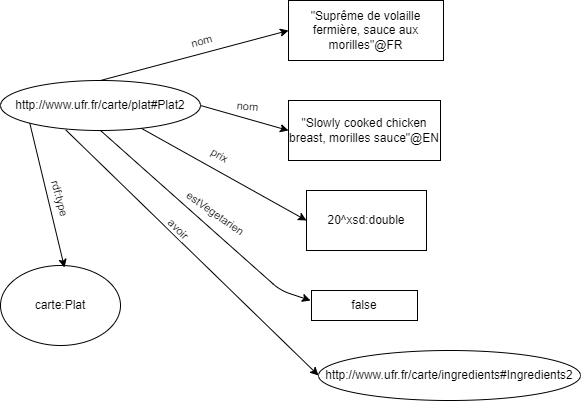 "Suprême de volaille
fermière, sauce aux
morilles"@FR
nom
http://www.ufr.fr/carte/plat#Plat2
nom
"Slowly cooked chicken
breast, morilles sauce"@EN
prix
rdf:type
estVegetarien
avoir
20^xsd:double
carte:Plat
false
http://www.ufr.fr/carte/ingredients#Ingredients2